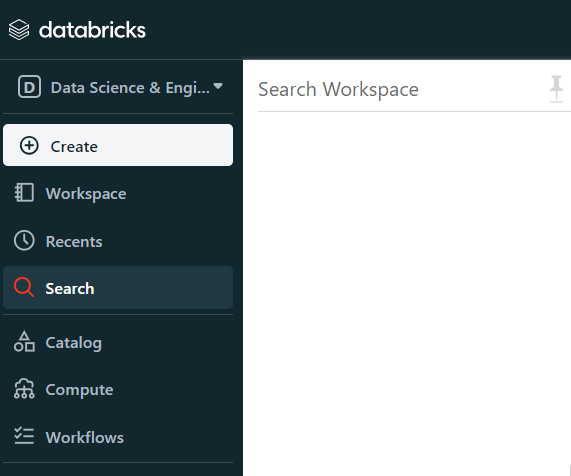 databricks
D Data Science & Engi...
Search Workspace
Create
Workspace
Recents
Search
Catalog
Compute
Workflows